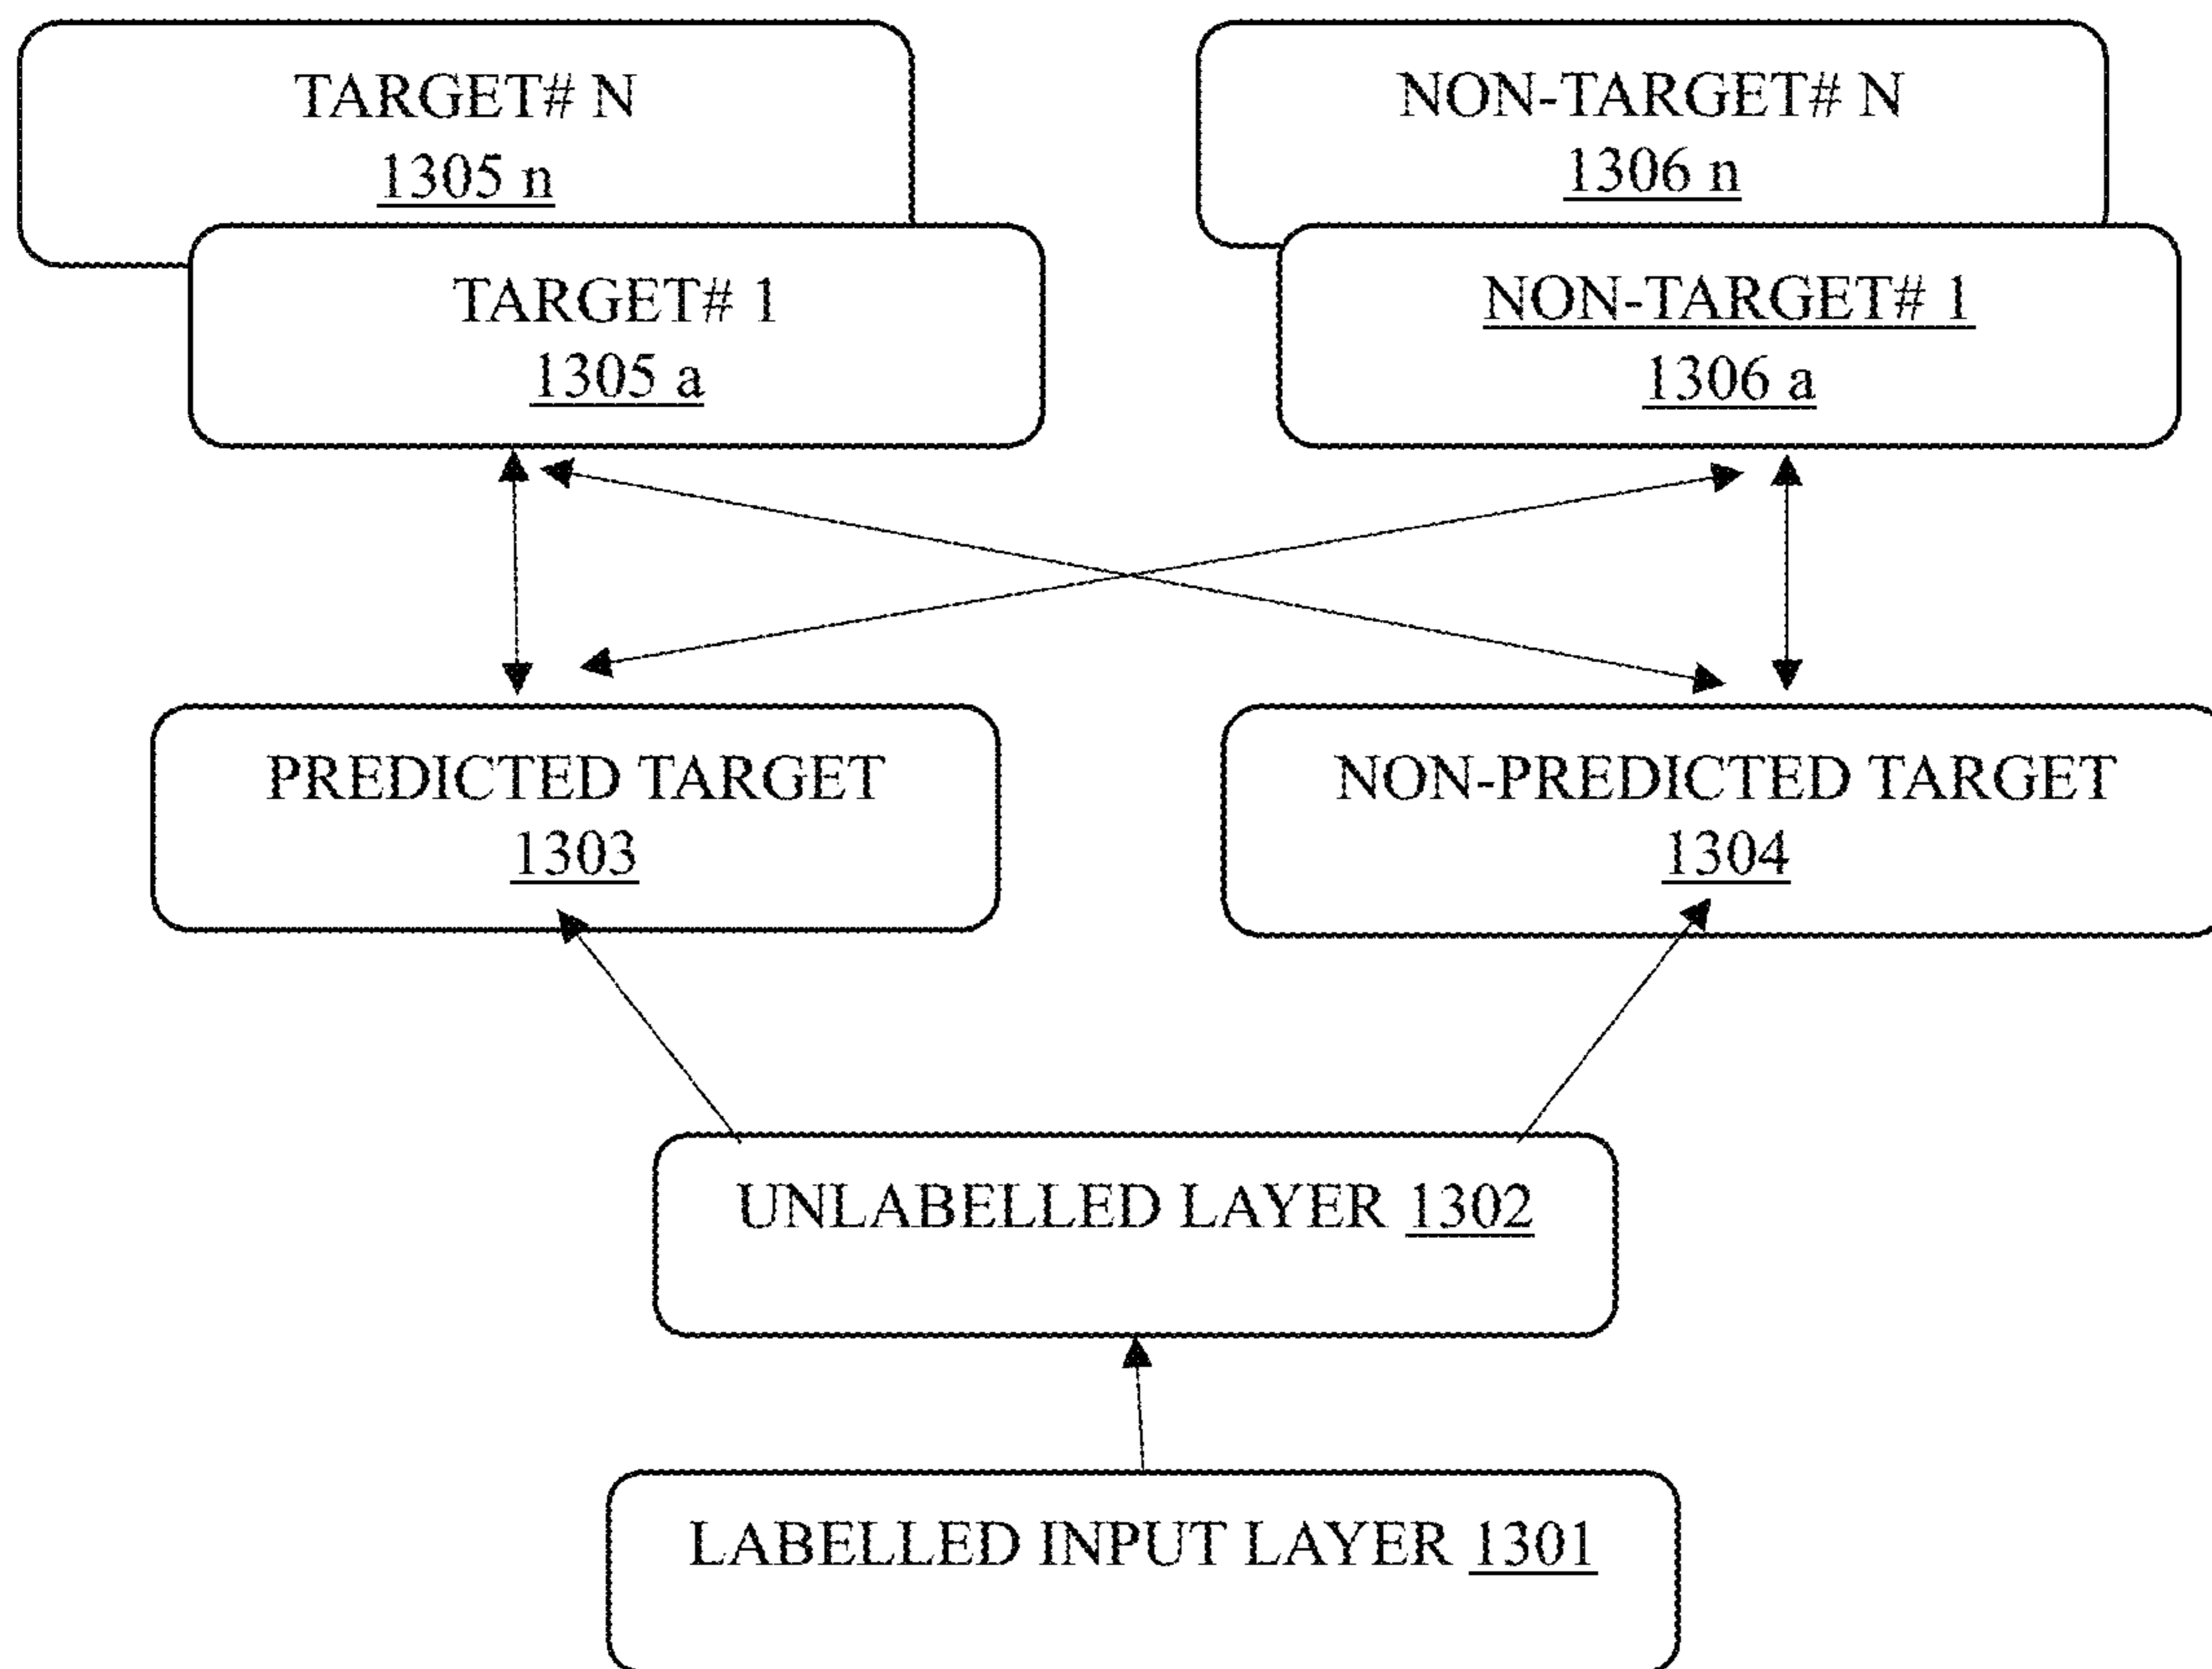 TARGET# N
1305 n
TARGET# 1
1305 a
NON-TARGET# N
1306 n
NON-TARGET# 1
1306 a
PREDICTED TARGET
1303
NON-PREDICTED TARGET
1304
UNLABELLED LAYER 1302
LABELLED INPUT LAYER 1301